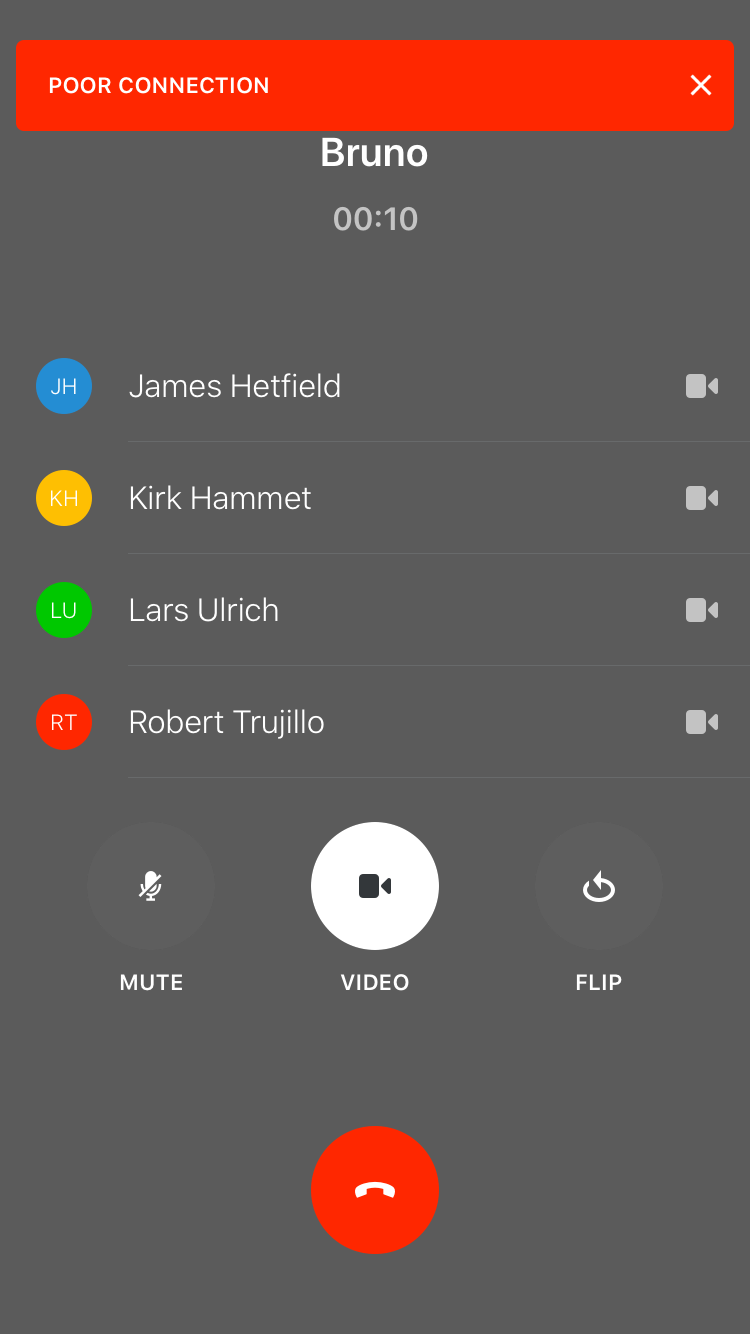 POOR CONNECTION
Bruno
00:10
JH James Hetfield
KH Kirk Hammet
LU Lars Ulrich
RT Robert Trujillo
MUTE VIDEO FLIP